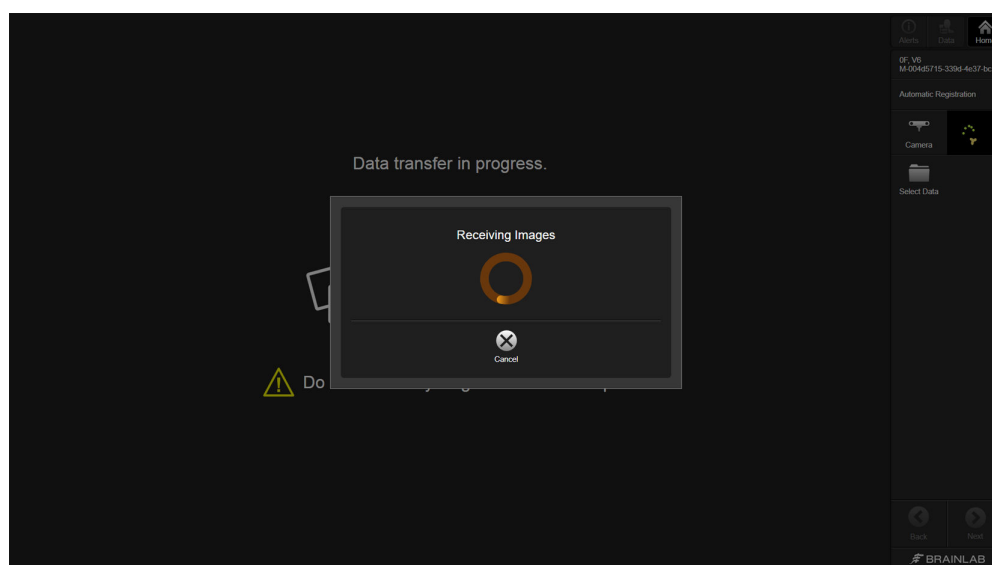 Alerts
Data
Hom
0F, V6
M-004d5715-339d-4e37-bc
Automatic Registration
Camera
Select Data
Data transfer in progress.
Receiving Images
Cancel
Do
Back
Next
BRAINLAB